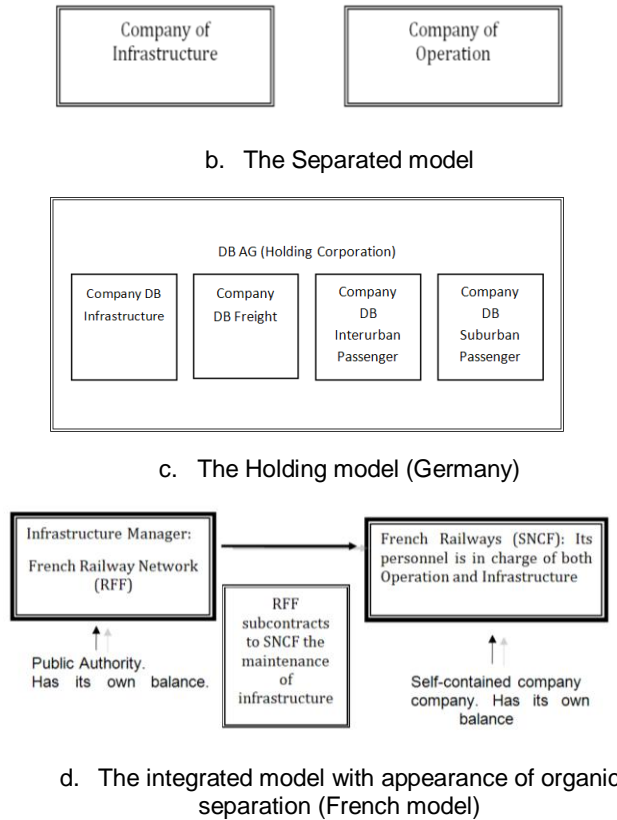 Company of
Infrastructure
Company of
Operation
b. The Separated model
DB AG (Holding Corporation)
Company DB
Infrastructure
Company
DB Freight
Company
DB
Interurban
Passenger
Company
DB
Suburban
Passenger
c. The Holding model (Germany)
Infrastructure Manager:
French Railway Network
(RFF)
French Railways (SNCF): Its
personnel is in charge of both
Operation and Infrastructure
RFF
subcontracts
to SNCF the
maintenance
of
infrastructure
Public Authority.
Has its own balance.
Self-contained company
company. Has its own
balance
d. The integrated model with appearance of organic
separation (French model)